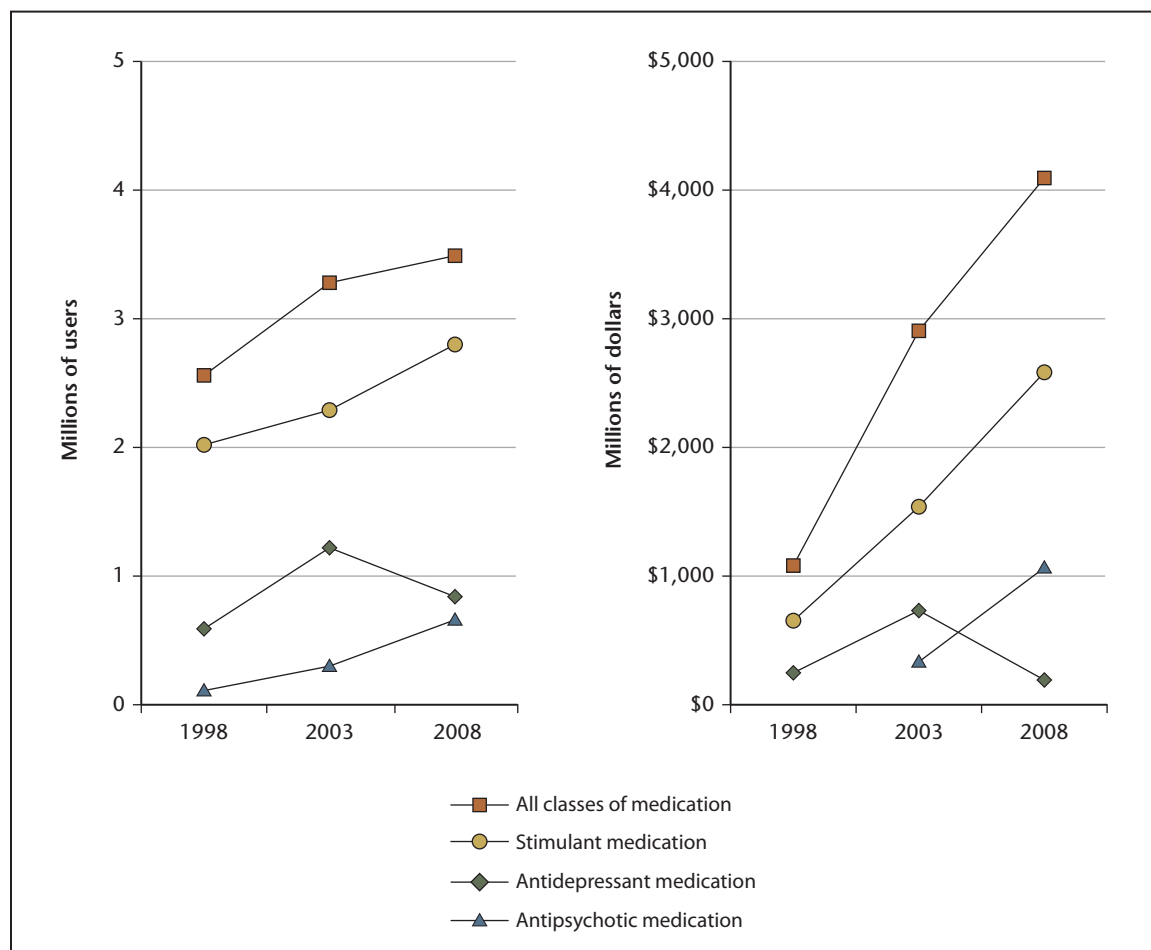 Millions of users
5
4
3
2
1
0
1998 2003 2008
Millions of dollars
$5,000
$4,000
$3,000
$2,000
$1,000
$0
1998 2003 2008
All classes of medication
Stimulant medication
Antidepressant medication
Antipsychotic medication